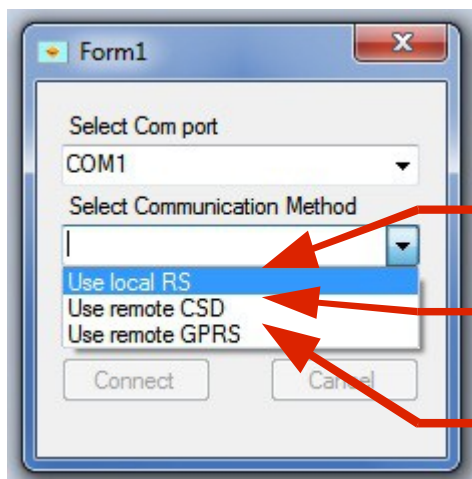 Form1
Select Com port
COM1
Select Communication Method
Use local RS
Use remote CSD
Use remote GPRS
Connect Cancel